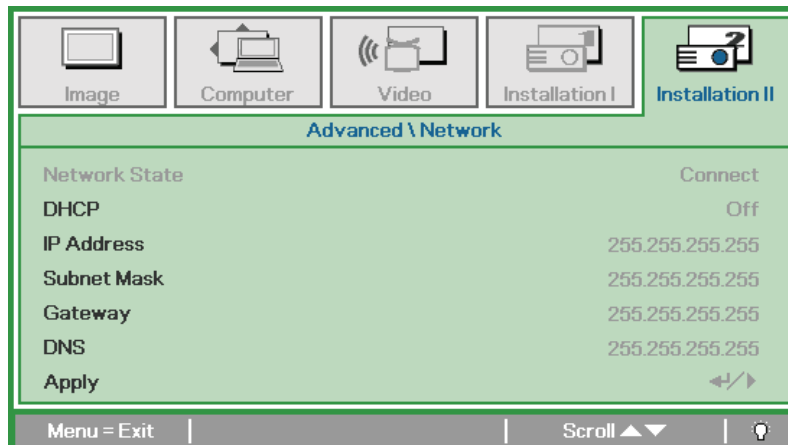 Image Computer Video Installation I Installation II
Advanced \ Network
Network State Connect
DHCP Off
IP Address 255.255.255.255
Subnet Mask 255.255.255.255
Gateway 255.255.255.255
DNS 255.255.255.255
Apply
Menu = Exit Scroll